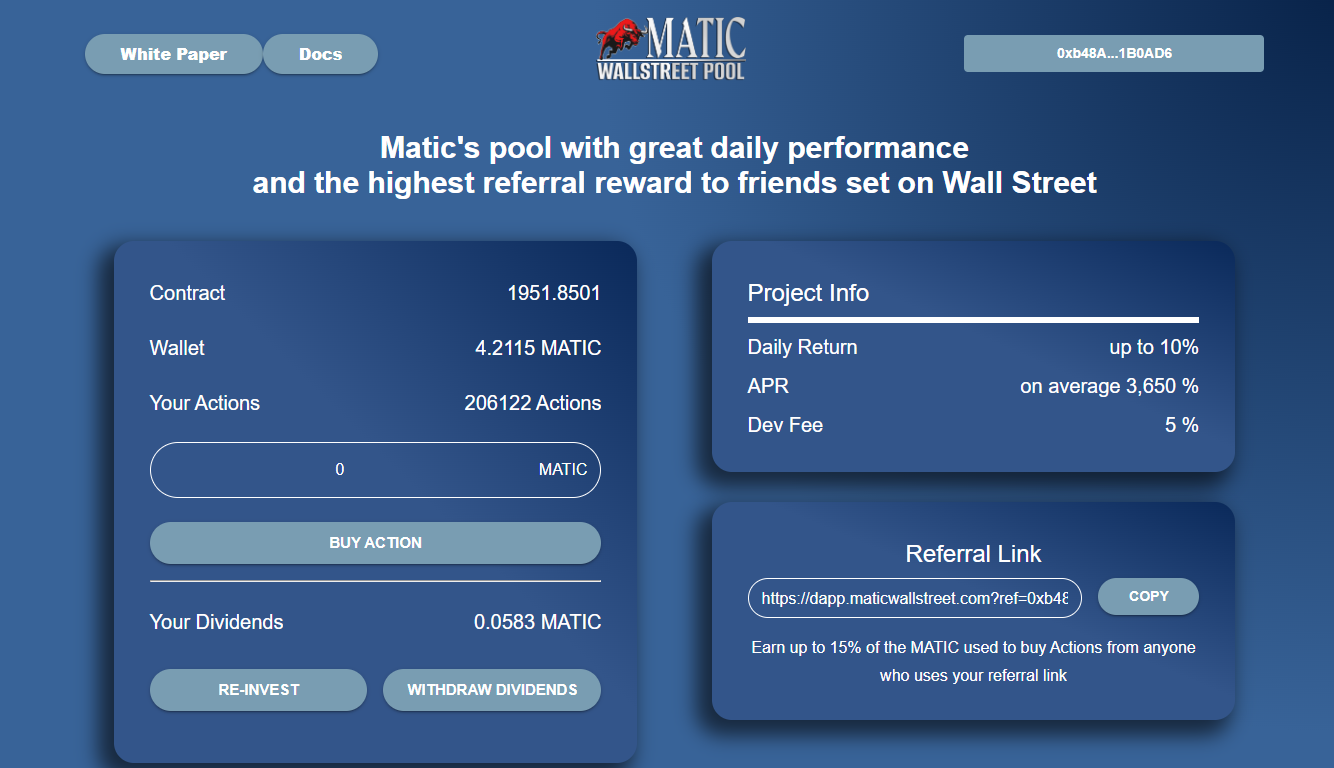 White Paper
Docs
MATIC
WALLSTREET POOL
0xb48A...1B0AD6
Matic's pool with great daily performance
and the highest referral reward to friends set on Wall Street
Contract 1951.8501
Wallet 4.2115 MATIC
Your Actions 206122 Actions
0 MATIC
BUY ACTION
Your Dividends 0.0583 MATIC
RE-INVEST
WITHDRAW DIVIDENDS
Project Info
Daily Return up to 10%
APR on average 3,650 %
Dev Fee 5 %
Referral Link
https://dapp.maticwallstreet.com?ref=0xb48
COPY
Earn up to 15% of the MATIC used to buy Actions from anyone
who uses your referral link